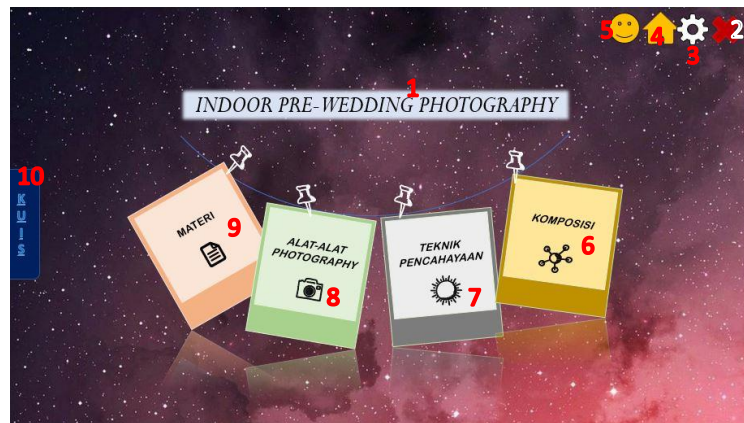 5
4
3
2
1
INDOOR PRE-WEDDING PHOTOGRAPHY
10
KUIS
MATERI
9
ALAT-ALAT
PHOTOGRAPHY
8
TEKNIK
PENCAHAYAAN
7
KOMPOSISI
6